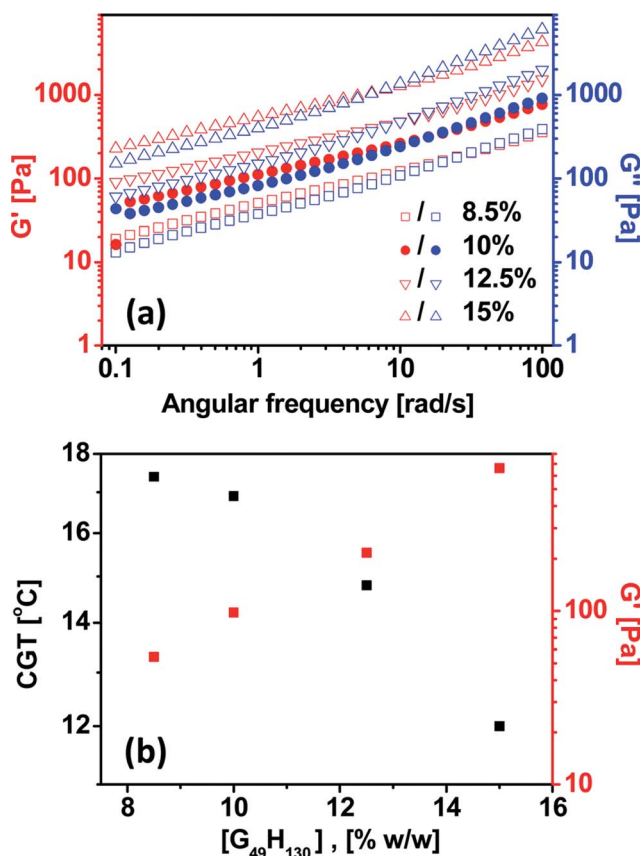 1000
100
10
1
G' [Pa]
1000
100
10
1
G'' [Pa]
/ 8.5%
/ 10%
/ 12.5%
/ 15%
(a)
0.1 1 10 100
Angular frequency [rad/s]
18
16
14
12
CGT [°C]
100
10
G' [Pa]
(b)
8 10 12 14 16
[G₄₉H₁₃₀] , [% w/w]